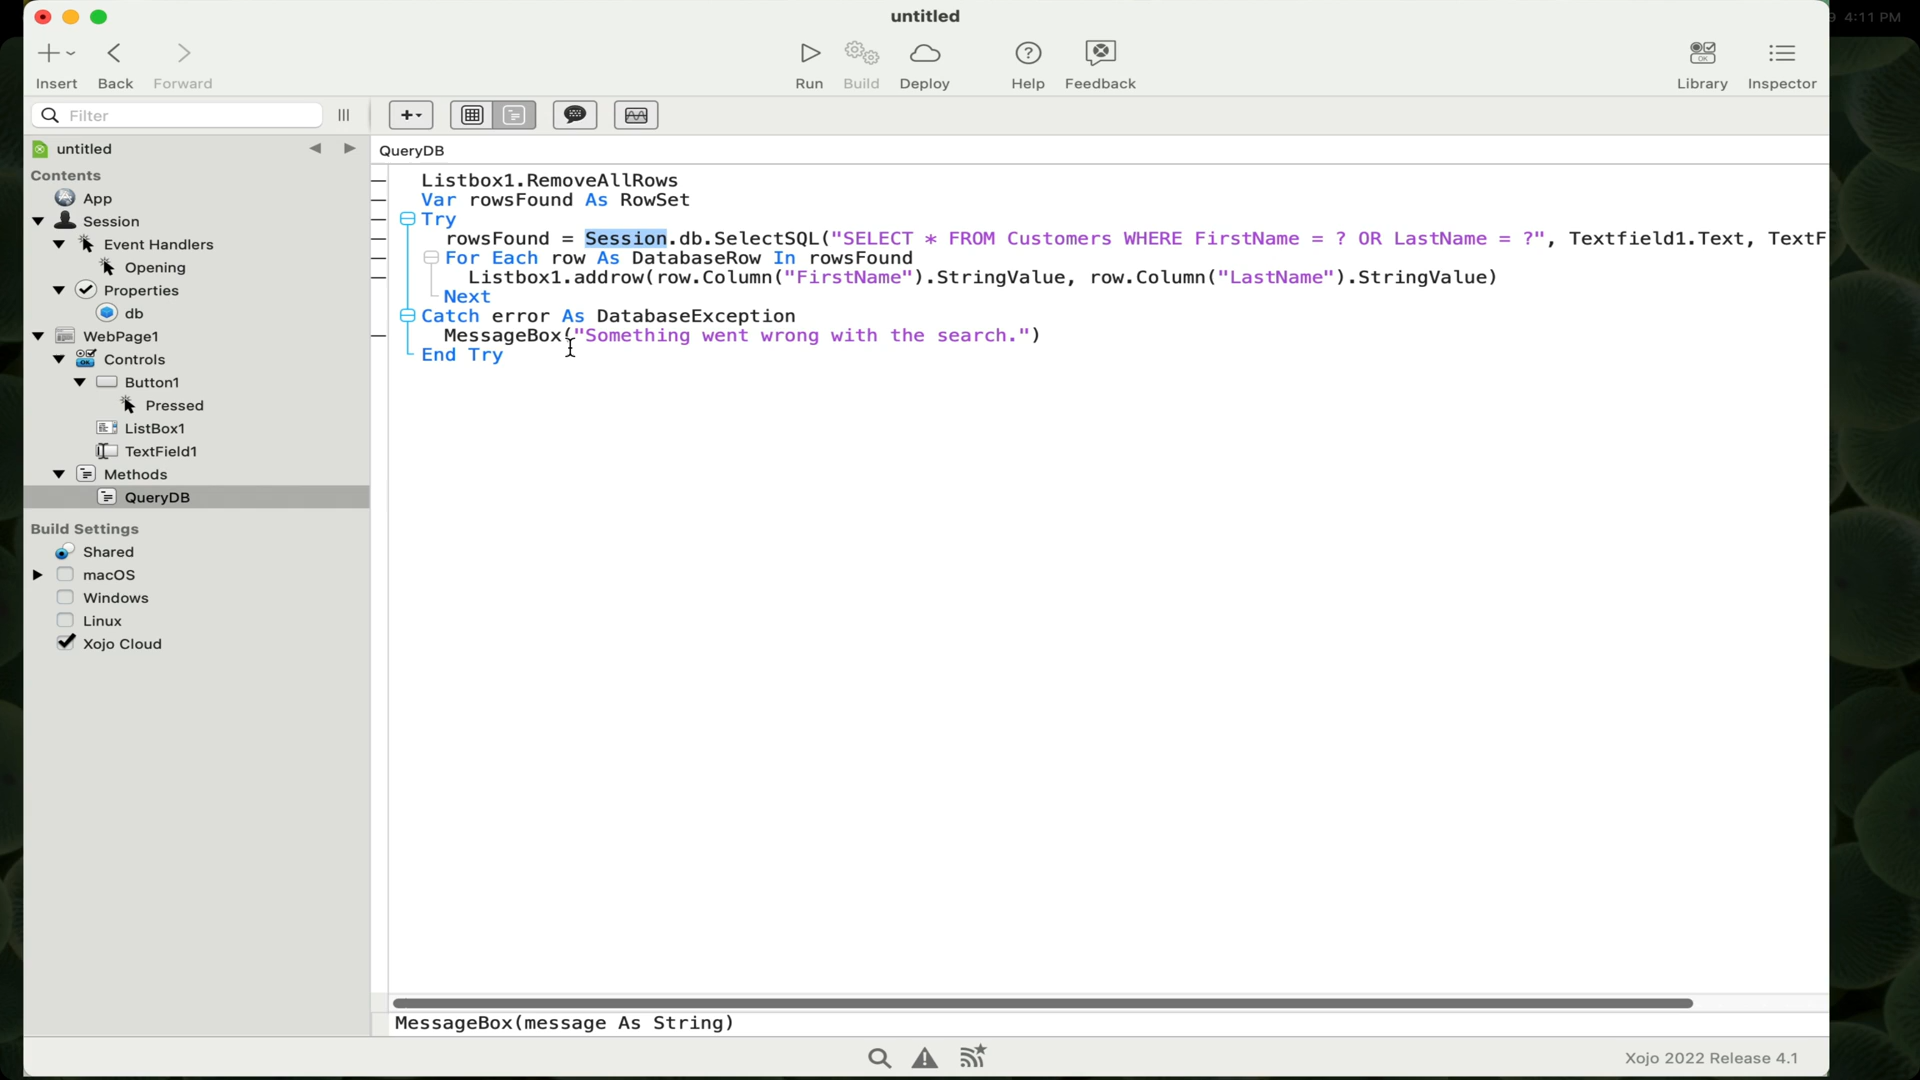 untitled
4:11 PM
Insert
Back
Forward
Run
Build
Deploy
Help
Feedback
Library
Inspector
Filter
untitled
Contents
App
Session
Event Handlers
Opening
Properties
db
WebPage1
Controls
Button1
Pressed
ListBox1
TextField1
Methods
QueryDB
Build Settings
Shared
macOS
Windows
Linux
Xojo Cloud
QueryDB
Listbox1.RemoveAllRows
Var rowsFound As RowSet
Try
rowsFound = Session.db.SelectSQL("SELECT * FROM Customers WHERE FirstName = ? OR LastName = ?", Textfield1.Text, TextF
For Each row As DatabaseRow In rowsFound
Listbox1.addrow(row.Column("FirstName").StringValue, row.Column("LastName").StringValue)
Next
Catch error As DatabaseException
MessageBox("Something went wrong with the search.")
End Try
MessageBox(message As String)
Xojo 2022 Release 4.1